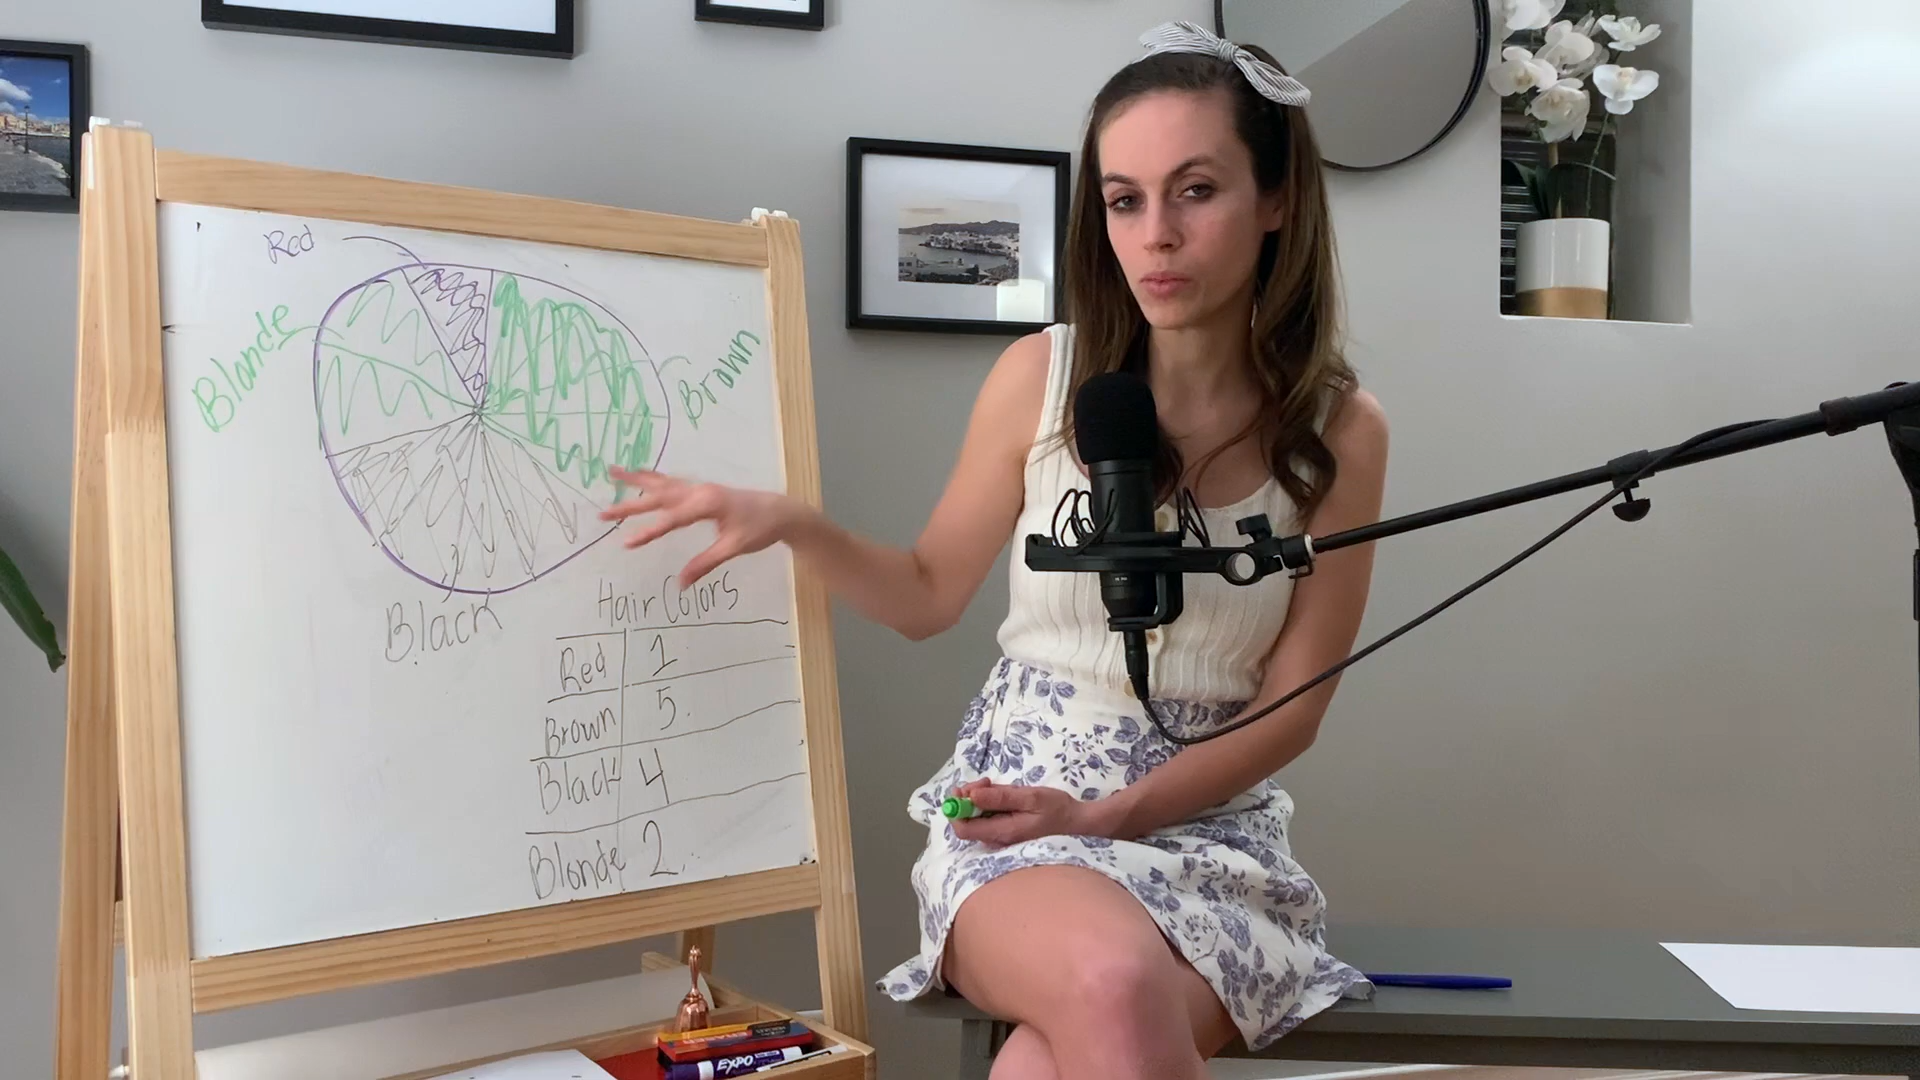 Red
Blonde
Brown
Black
Hair Colors
Red 1
Brown 5
Black 4
Blonde 2
EXPO